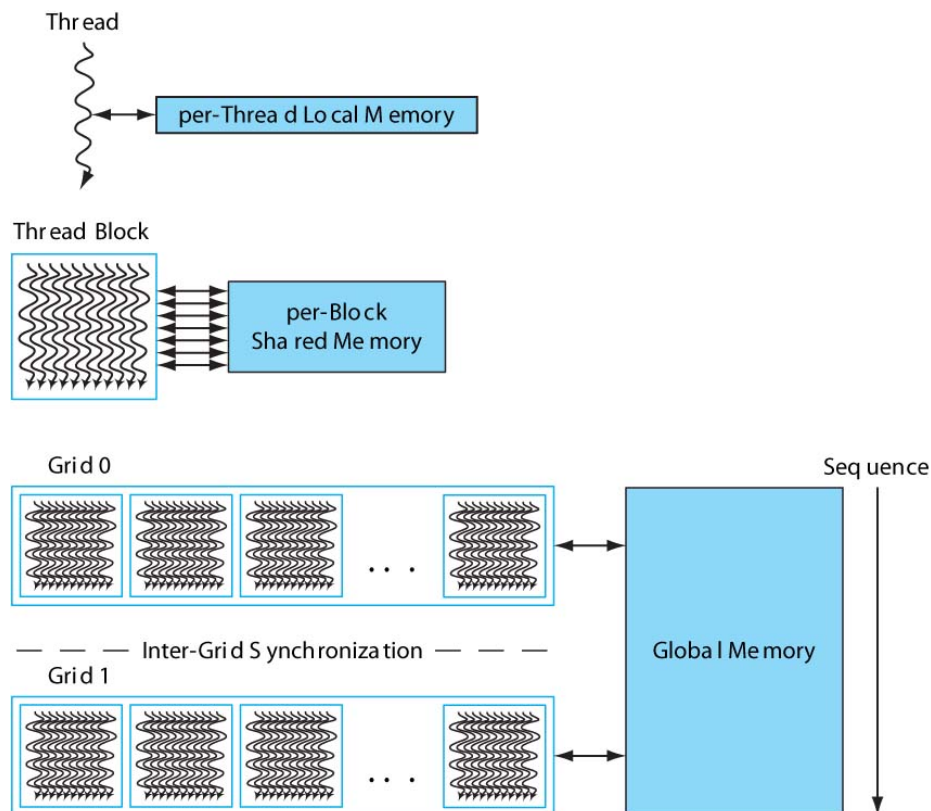 Thread
per-Thread Local Memory
Thread Block
per-Block
Shared Memory
Grid 0
Sequence
. . .
Inter-Grid Synchronization
Global Memory
Grid 1
. . .